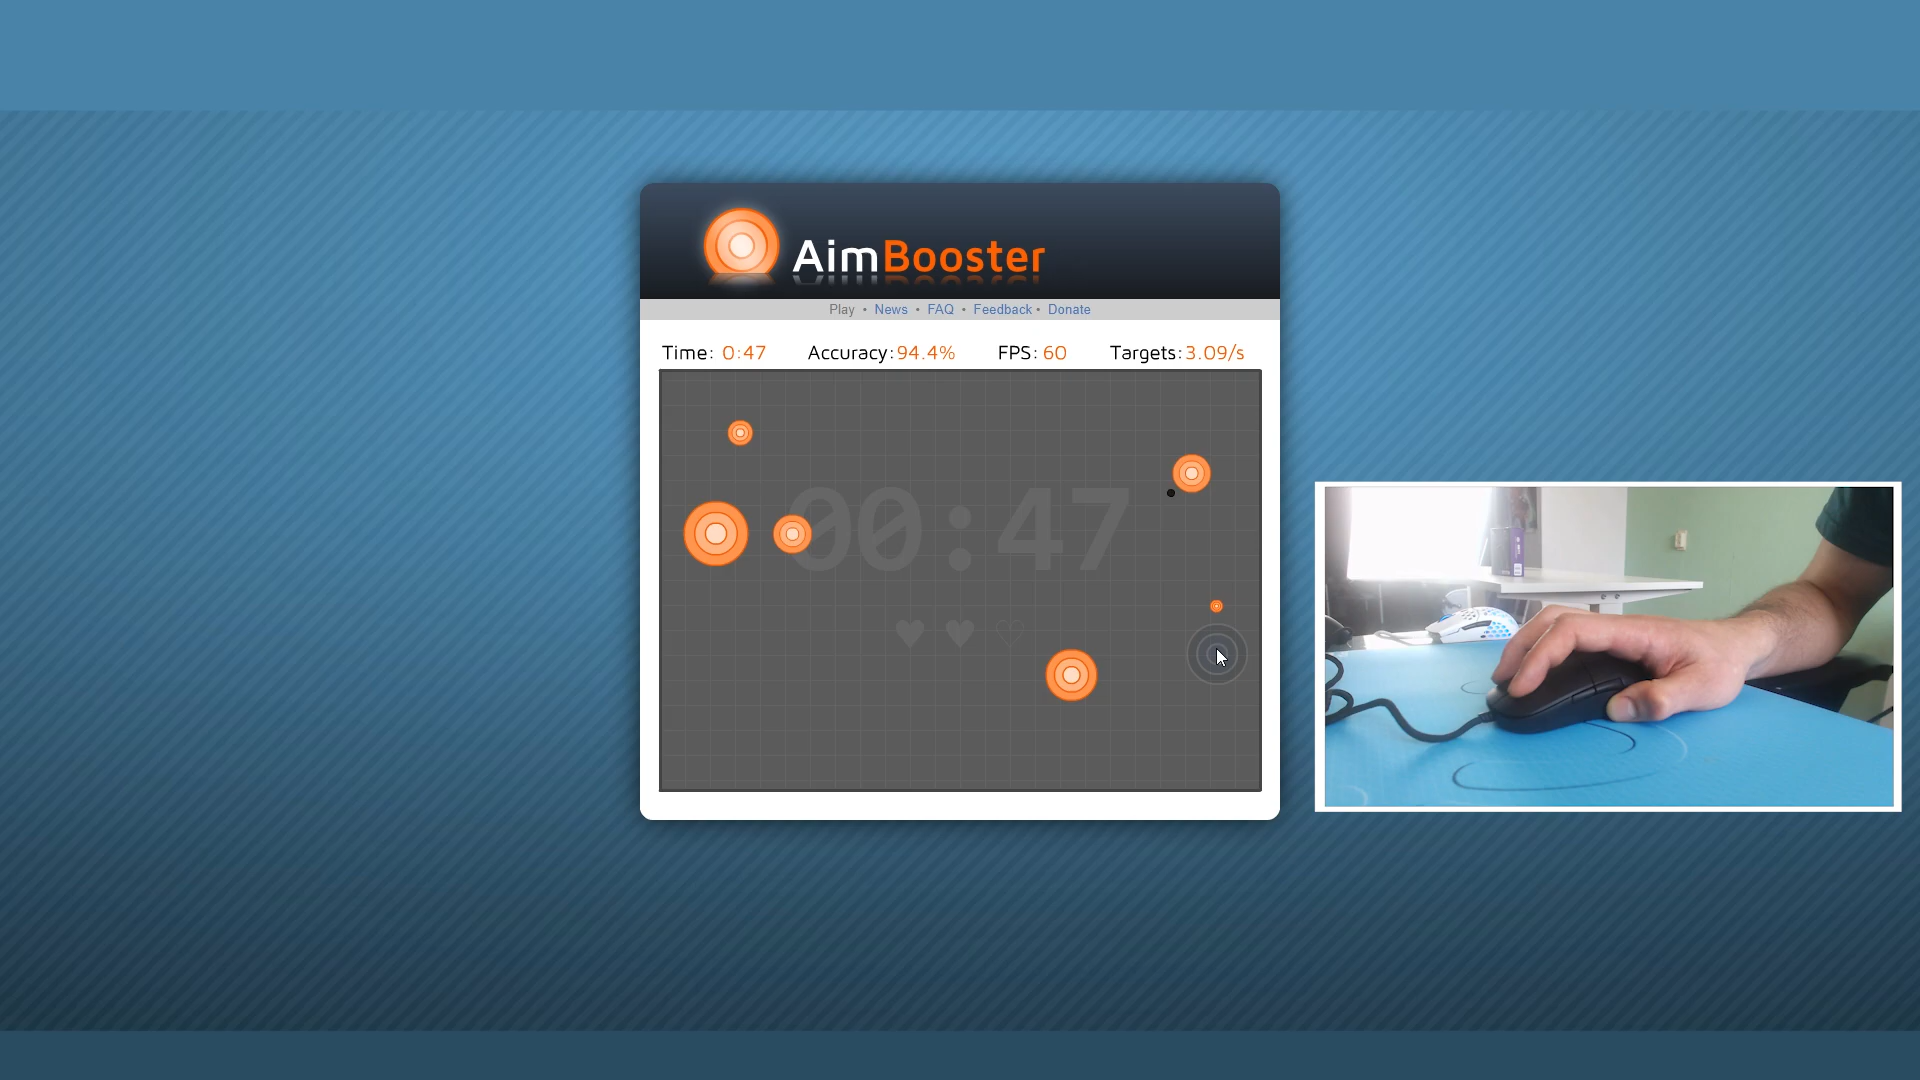 AimBooster
Play • News • FAQ • Feedback • Donate
Time: 0:47 Accuracy: 94.4% FPS: 60 Targets: 3.09/s
00:47